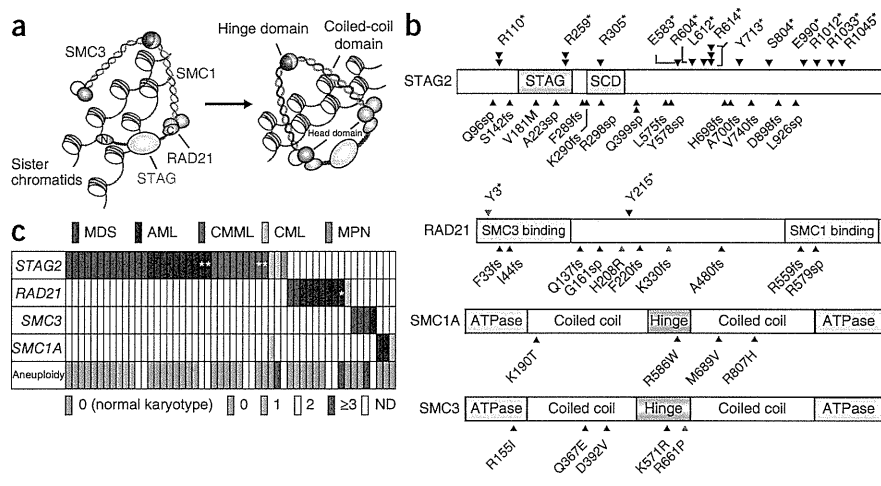 a
SMC3
Hinge domain
Coiled-coil
domain
SMC1
Head domain
N
RAD21
STAG
Sister
chromatids
b
R110*
R259*
R305*
E583*
R604*
L612*
R614*
Y713*
S804*
E990*
R1012*
R1033*
R1045*
STAG2
STAG
SCD
Q96sp
S142fs
V181M
A223sp
F289fs
K290fs
R298sp
Q399sp
L575fs
Y578sp
H698fs
A700fs
V740fs
D898fs
L926sp
Y3*
Y215*
RAD21
SMC3 binding
SMC1 binding
F33fs
I44fs
Q137fs
G161sp
H208R
F220fs
K330fs
A480fs
R559fs
R579sp
SMC1A
ATPase
Coiled coil
Hinge
Coiled coil
ATPase
K190T
R586W
M689V
R807H
SMC3
ATPase
Coiled coil
Hinge
Coiled coil
ATPase
R155I
Q367E
D392V
K571R
R661P
c
MDS AML CMML CML MPN
STAG2
**
**
RAD21
*
SMC3
SMC1A
Aneuploidy
0 (normal karyotype) 0 1 2 ≥3 ND